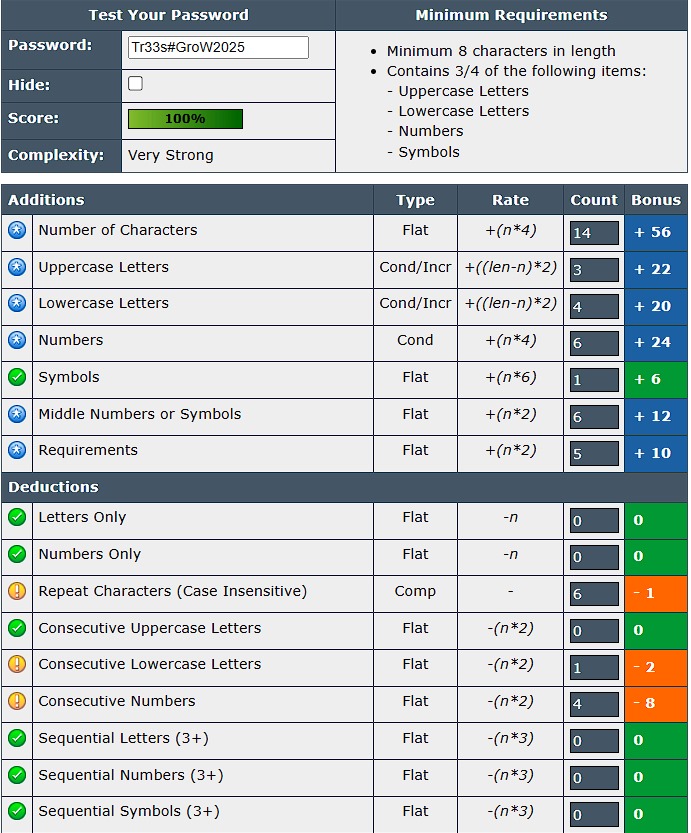 Test Your Password Minimum Requirements
Password: Tr33s#GroW2025
• Minimum 8 characters in length
• Contains 3/4 of the following items:
- Uppercase Letters
- Lowercase Letters
- Numbers
- Symbols
Hide:
Score: 100%
Complexity: Very Strong
Additions Type Rate Count Bonus
Number of Characters Flat +(n*4) 14 + 56
Uppercase Letters Cond/Incr +((len-n)*2) 3 + 22
Lowercase Letters Cond/Incr +((len-n)*2) 4 + 20
Numbers Cond +(n*4) 6 + 24
Symbols Flat +(n*6) 1 + 6
Middle Numbers or Symbols Flat +(n*2) 6 + 12
Requirements Flat +(n*2) 5 + 10
Deductions
Letters Only Flat -n 0 0
Numbers Only Flat -n 0 0
Repeat Characters (Case Insensitive) Comp - 6 - 1
Consecutive Uppercase Letters Flat -(n*2) 0 0
Consecutive Lowercase Letters Flat -(n*2) 1 - 2
Consecutive Numbers Flat -(n*2) 4 - 8
Sequential Letters (3+) Flat -(n*3) 0 0
Sequential Numbers (3+) Flat -(n*3) 0 0
Sequential Symbols (3+) Flat -(n*3) 0 0